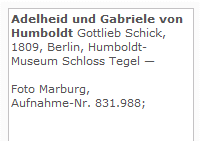 Adelheid und Gabriele von
Humboldt Gottlieb Schick,
1809, Berlin, Humboldt-
Museum Schloss Tegel —
Foto Marburg,
Aufnahme-Nr. 831.988;